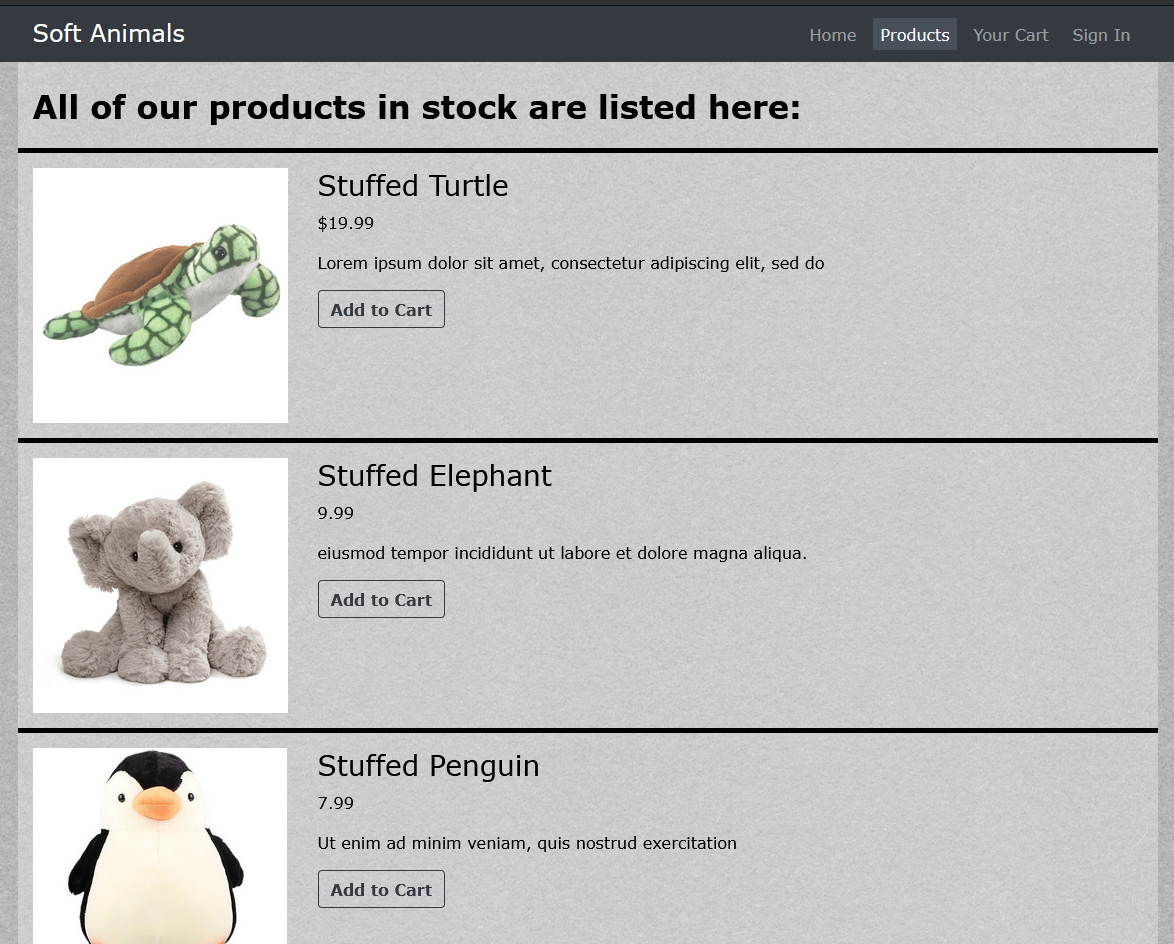 Soft Animals
Home Products Your Cart Sign In
All of our products in stock are listed here:
Stuffed Turtle
$19.99
Lorem ipsum dolor sit amet, consectetur adipiscing elit, sed do
Add to Cart
Stuffed Elephant
9.99
eiusmod tempor incididunt ut labore et dolore magna aliqua.
Add to Cart
Stuffed Penguin
7.99
Ut enim ad minim veniam, quis nostrud exercitation
Add to Cart